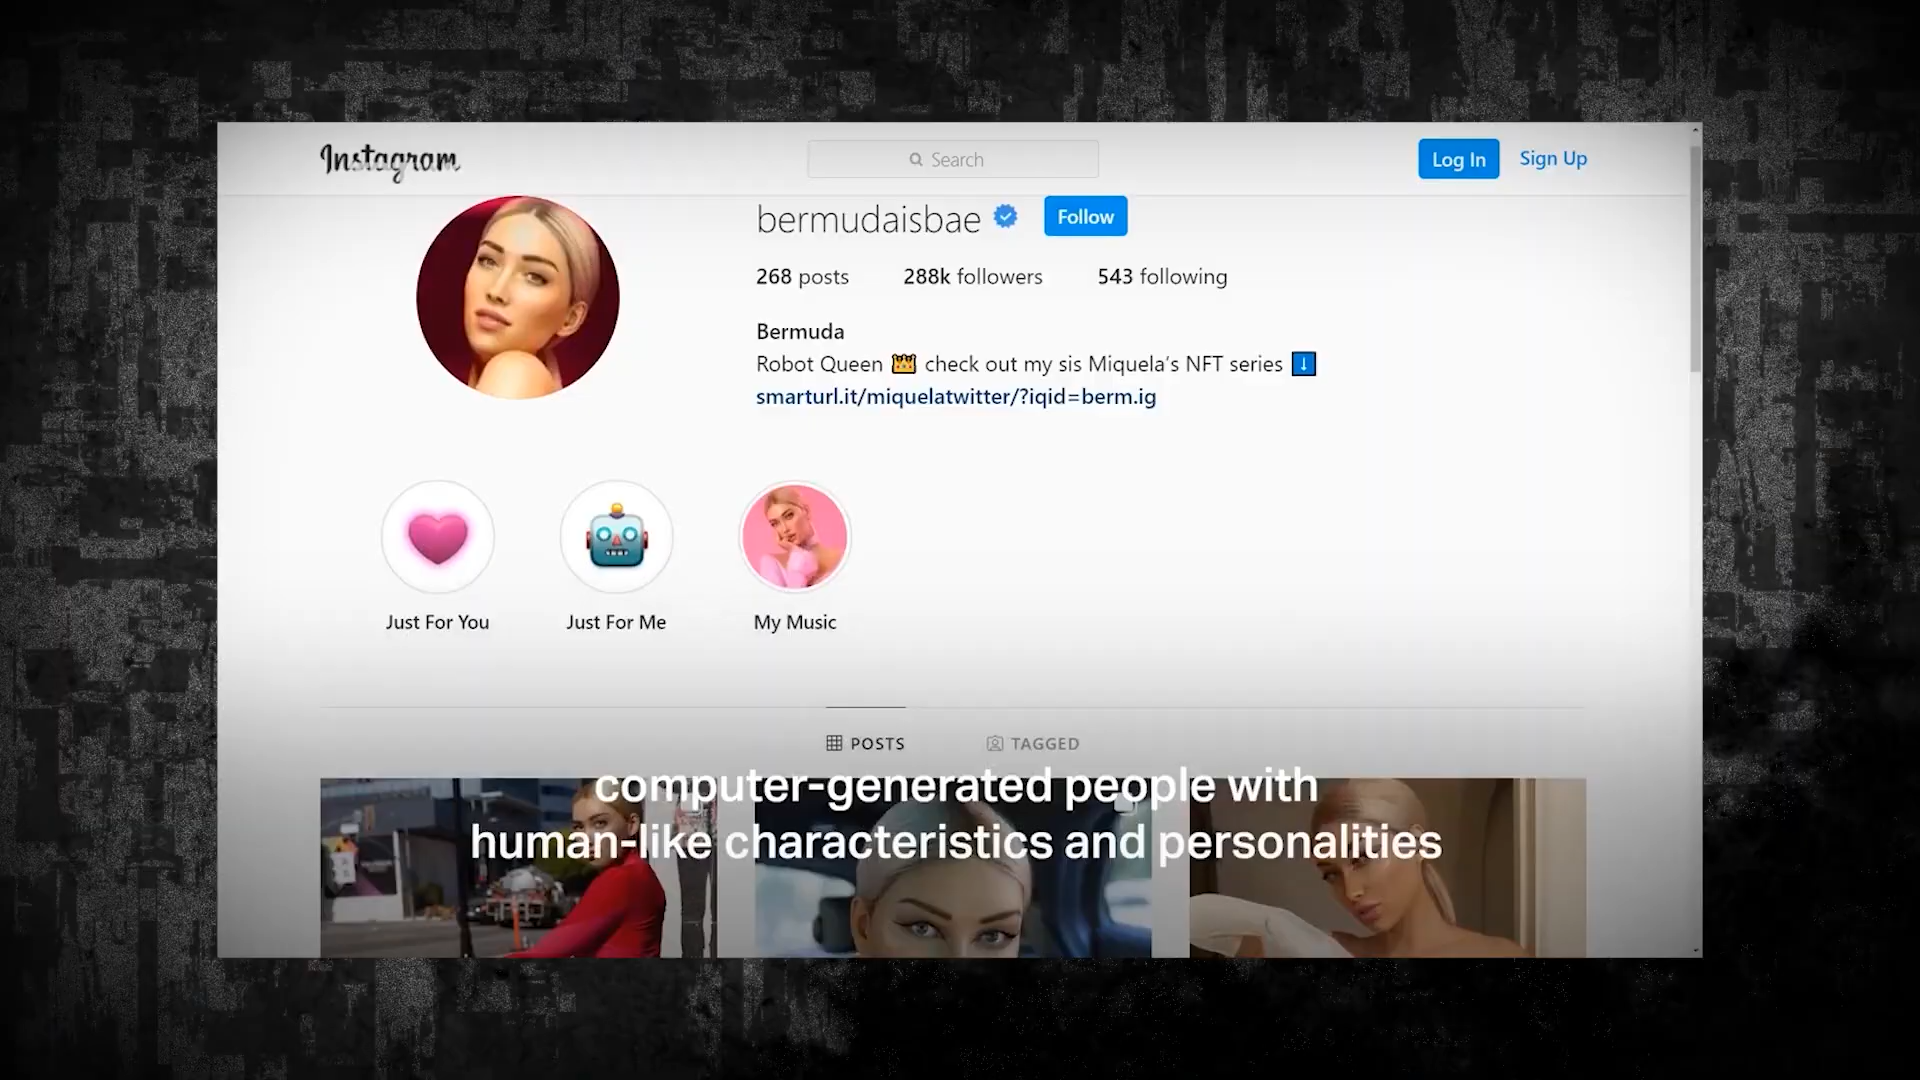 Instagram
Search
Log In
Sign Up
bermudaisbae
Follow
268 posts
288k followers
543 following
Bermuda
Robot Queen 👑 check out my sis Miquela's NFT series ⬇️
smarturl.it/miquelatwitter/?iqid=berm.ig
Just For You
Just For Me
My Music
POSTS
TAGGED
computer-generated people with
human-like characteristics and personalities